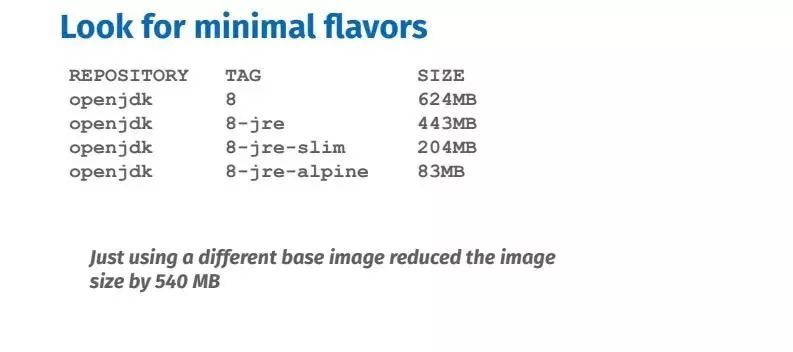 Look for minimal flavors
REPOSITORY TAG SIZE
openjdk 8 624MB
openjdk 8-jre 443MB
openjdk 8-jre-slim 204MB
openjdk 8-jre-alpine 83MB
Just using a different base image reduced the image
size by 540 MB